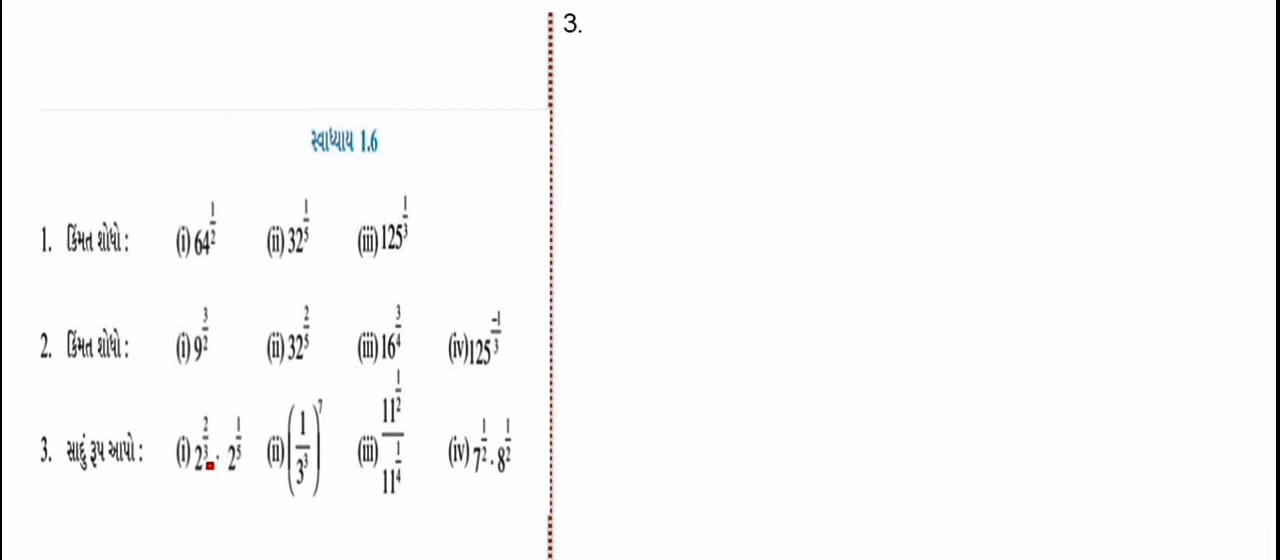 સ્વાધ્યાય 1.6
1. કિંમત શોધો : (i) 64^{1/2} (ii) 32^{1/5} (iii) 125^{1/3}
2. કિંમત શોધો : (i) 9^{3/2} (ii) 32^{2/5} (iii) 16^{3/4} (iv) 125^{-1/3}
3. સાદું રૂપ આપો : (i) 2^{2/3} . 2^{1/5} (ii) (1/3^3)^7 (iii) 11^{1/2}/11^{1/4} (iv) 7^{1/2} . 8^{1/2}
3.